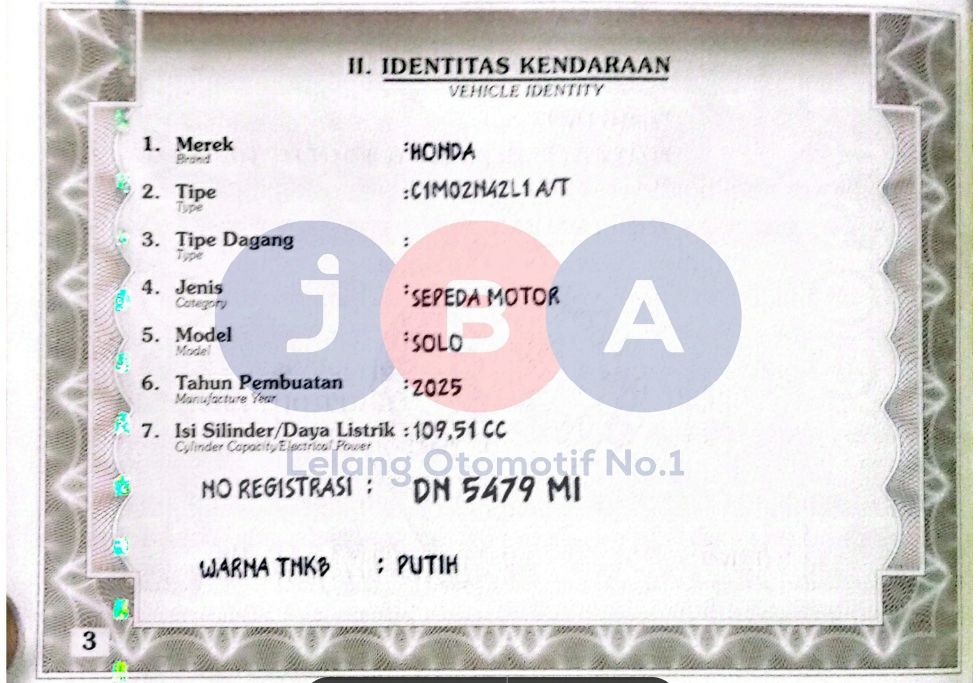 II. IDENTITAS KENDARAAN
VEHICLE IDENTITY
1. Merek :HONDA
Brand
2. Tipe :C1M02N42L1 A/T
Type
3. Tipe Dagang :
Type
4. Jenis :SEPEDA MOTOR
Category
5. Model :SOLO
Model
6. Tahun Pembuatan :2025
Manufacture Year
7. Isi Silinder/Daya Listrik :109,51 CC
Cylinder Capacity/Electrical Power
NO REGISTRASI : DN 5479 MI
WARNA TNKB : PUTIH
3
JBA
Lelang Otomotif No.1